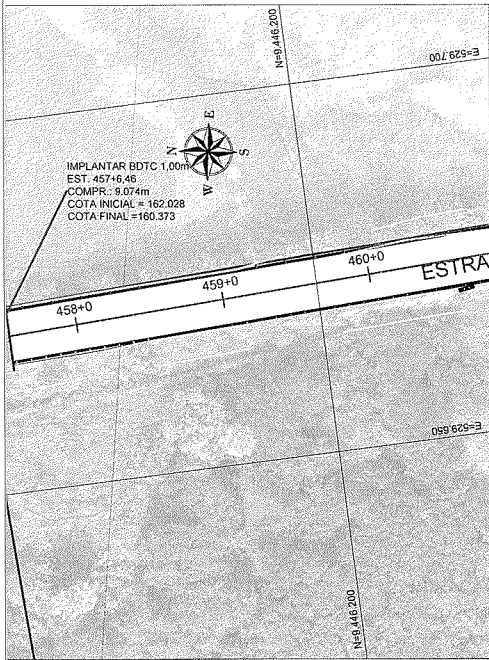 N=9.446.200
E=529.700
N
E
S
W
IMPLANTAR BDTC 1,00m
EST. 457+6,46
COMPR.: 9.074m
COTA INICIAL = 162.028
COTA FINAL =160.373
458+0
459+0
460+0
ESTRA
E=529.650
N=9.446.200